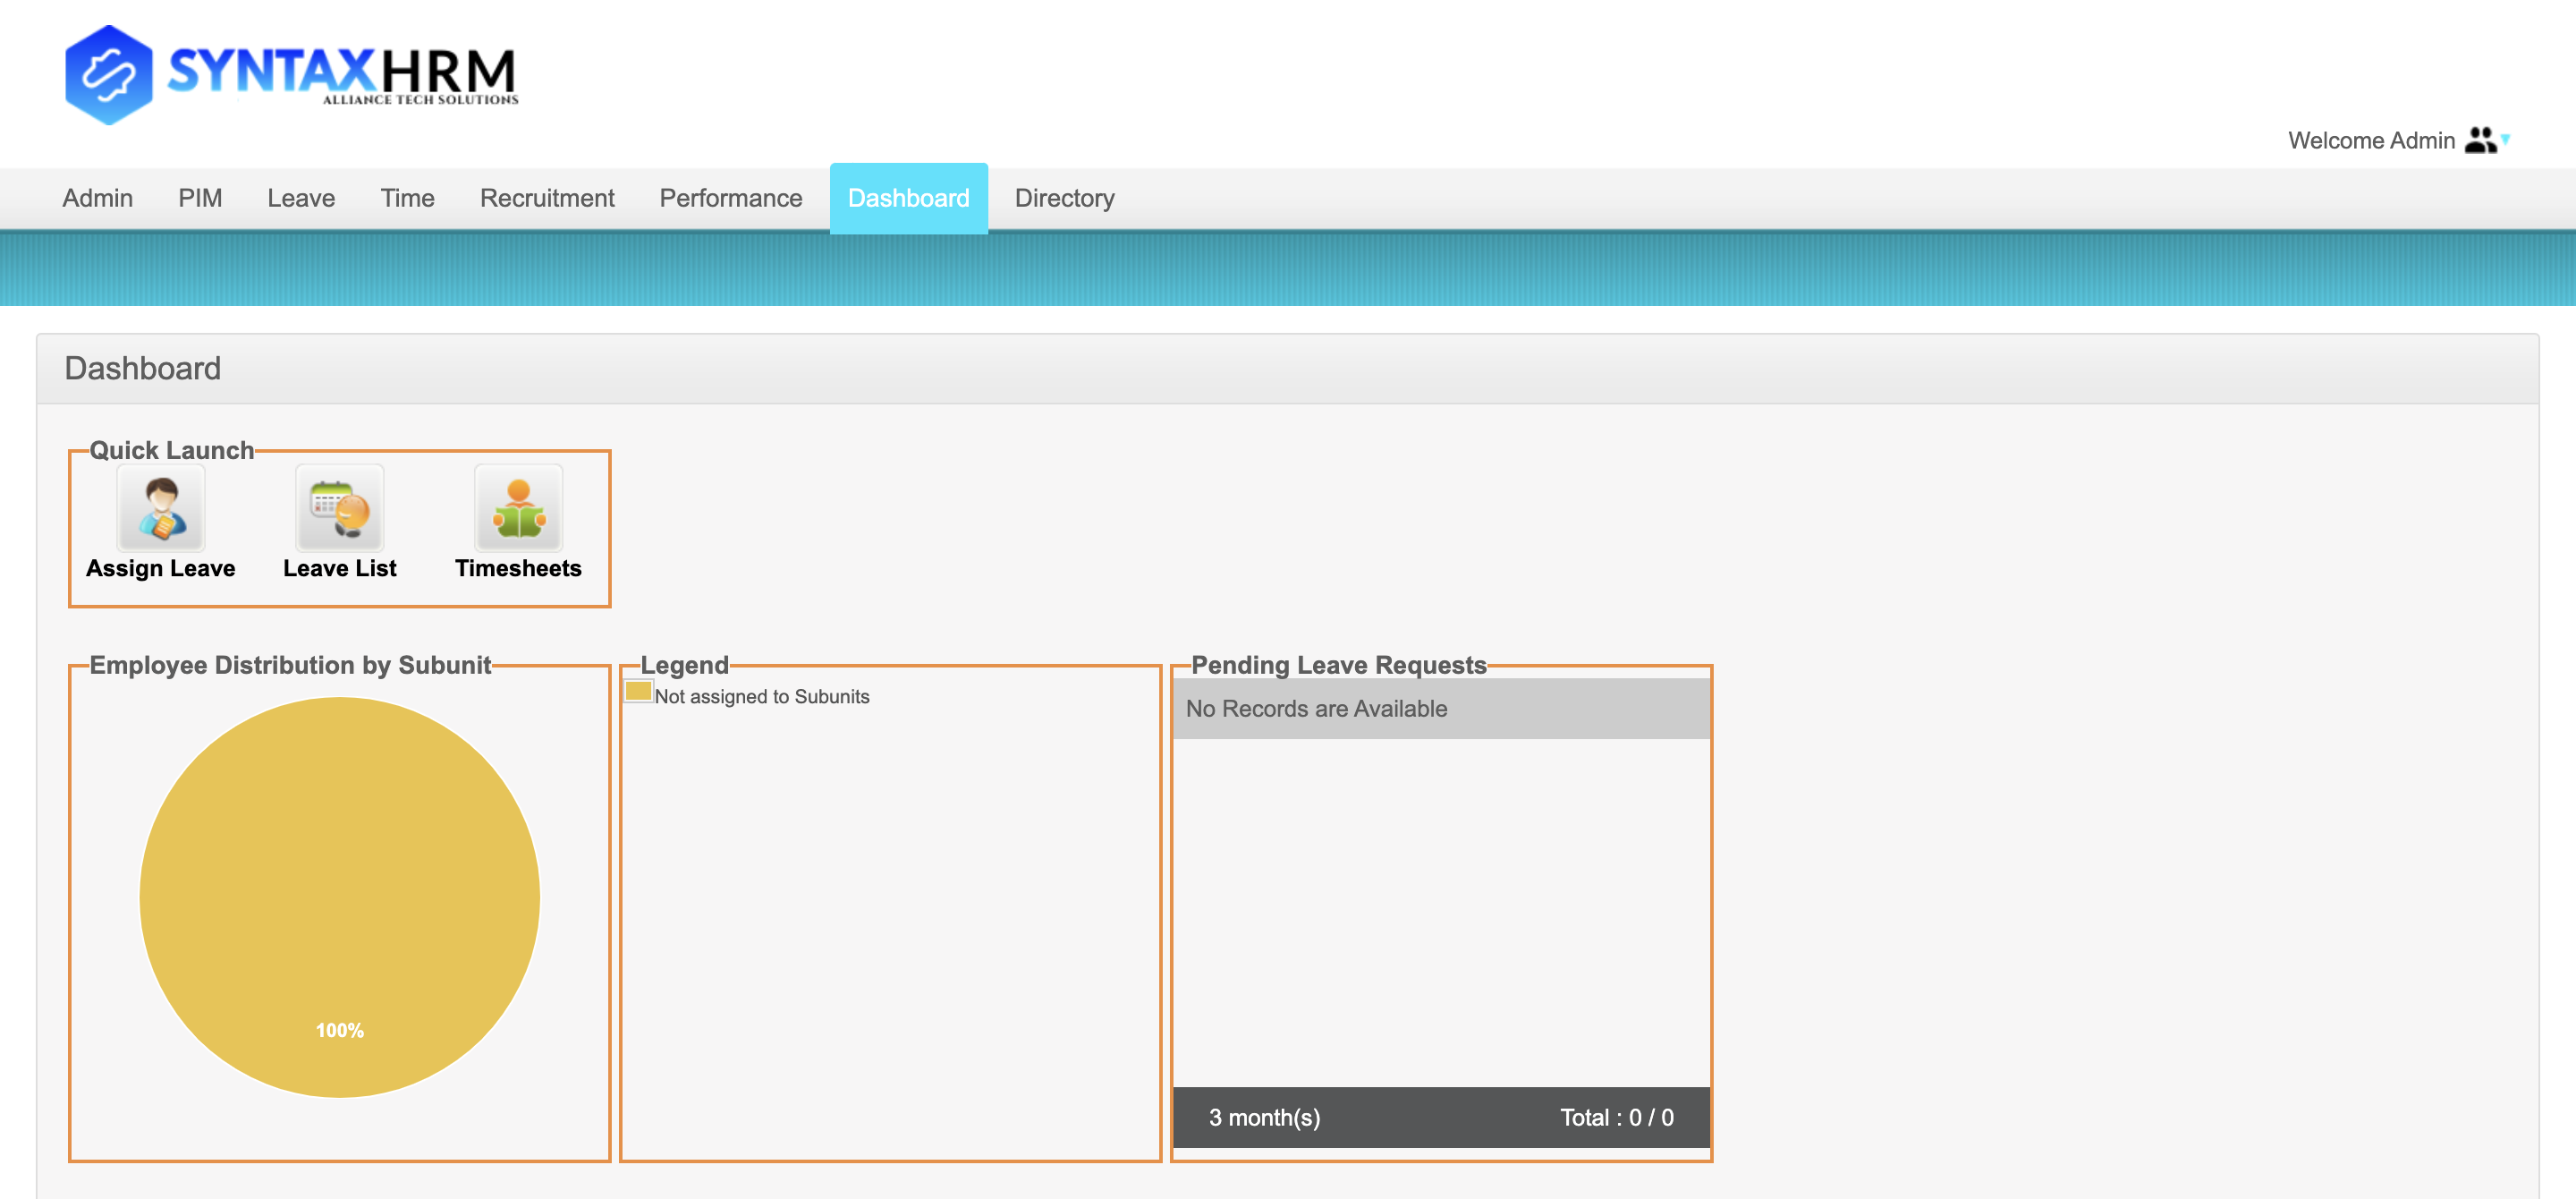 SYNTAXHRM
ALLIANCE TECH SOLUTIONS
Welcome Admin
Admin PIM Leave Time Recruitment Performance Dashboard Directory
Dashboard
Quick Launch
Assign Leave Leave List Timesheets
Employee Distribution by Subunit
100%
Legend
Not assigned to Subunits
Pending Leave Requests
No Records are Available
3 month(s) Total : 0 / 0